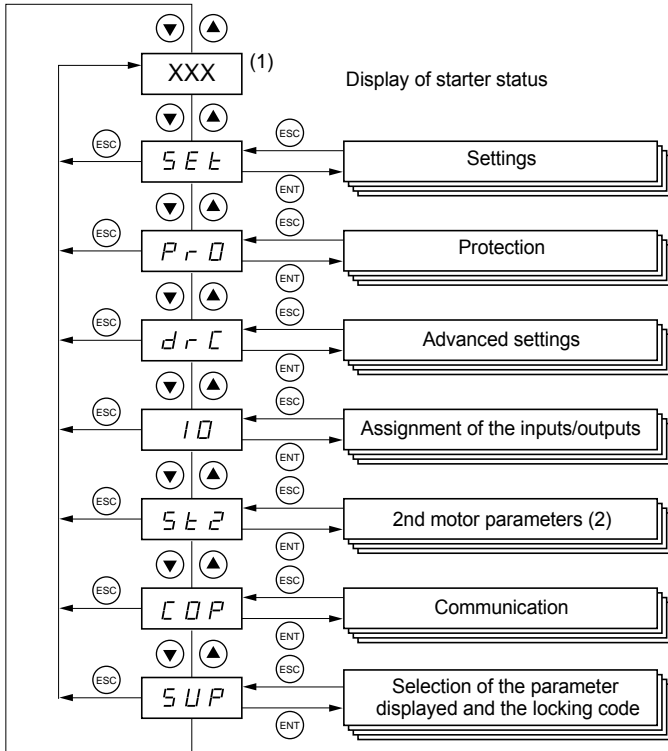 XXX
(1)
Display of starter status
ESC
ESC
SEt
Settings
ENT
ESC
ESC
PrO
Protection
ENT
ESC
ESC
drC
Advanced settings
ENT
ESC
ESC
IO
Assignment of the inputs/outputs
ENT
ESC
ESC
St2
2nd motor parameters (2)
ENT
ESC
ESC
COP
Communication
ENT
ESC
ESC
SUP
Selection of the parameter
displayed and the locking code
ENT